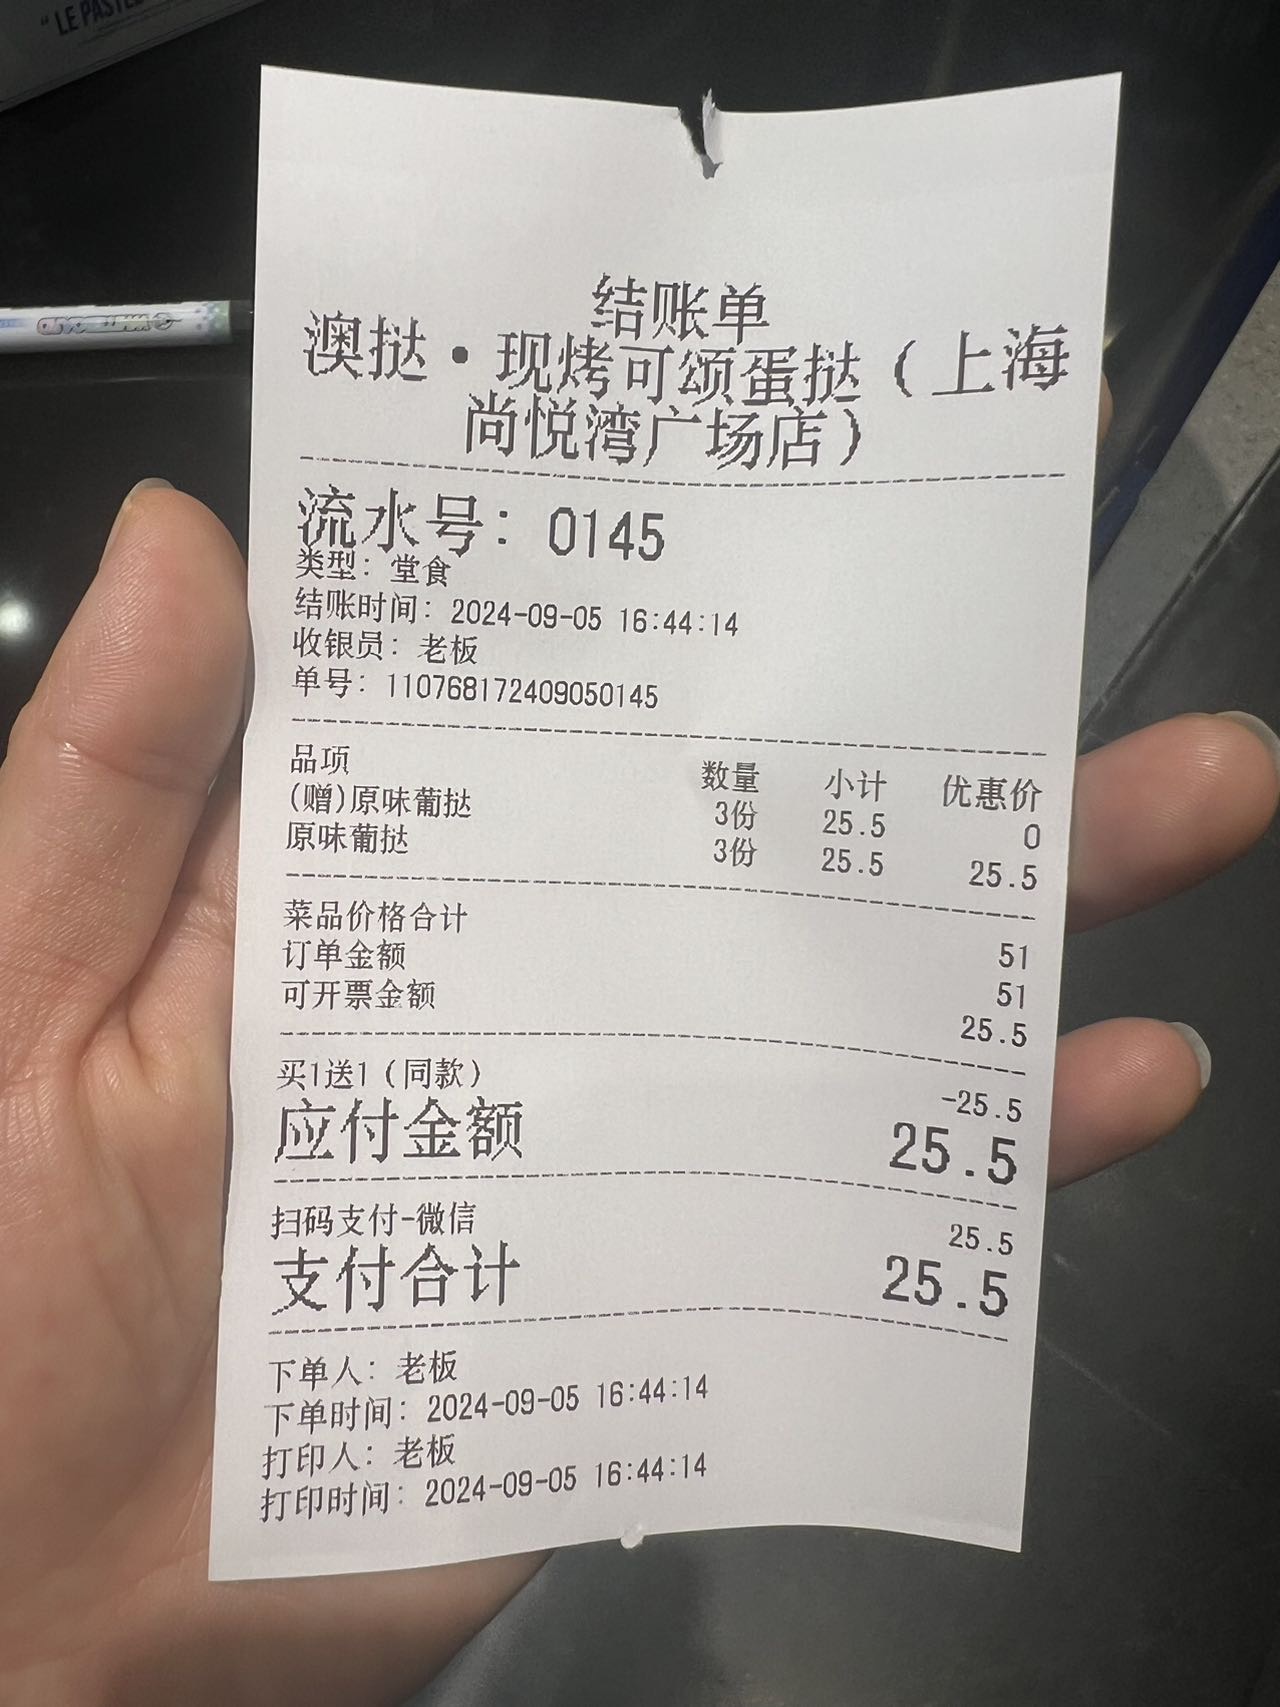 “LE PASTE
结账单
澳挞·现烤可颂蛋挞（上海
尚悦湾广场店）
流水号：0145
类型：堂食
结账时间：2024-09-05 16:44:14
收银员：老板
单号：110768172409050145
品项 数量 小计 优惠价
(赠)原味葡挞 3份 25.5 0
原味葡挞 3份 25.5 25.5
菜品价格合计 51
订单金额 51
可开票金额 25.5
买1送1（同款） -25.5
应付金额 25.5
扫码支付-微信 25.5
支付合计 25.5
下单人：老板
下单时间：2024-09-05 16:44:14
打印人：老板
打印时间：2024-09-05 16:44:14